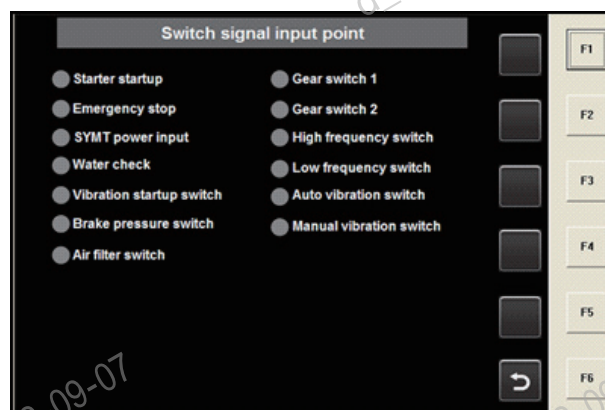 Switch signal input point
Starter startup
Emergency stop
SYMT power input
Water check
Vibration startup switch
Brake pressure switch
Air filter switch
Gear switch 1
Gear switch 2
High frequency switch
Low frequency switch
Auto vibration switch
Manual vibration switch
F1
F2
F3
F4
F5
F6
09-07